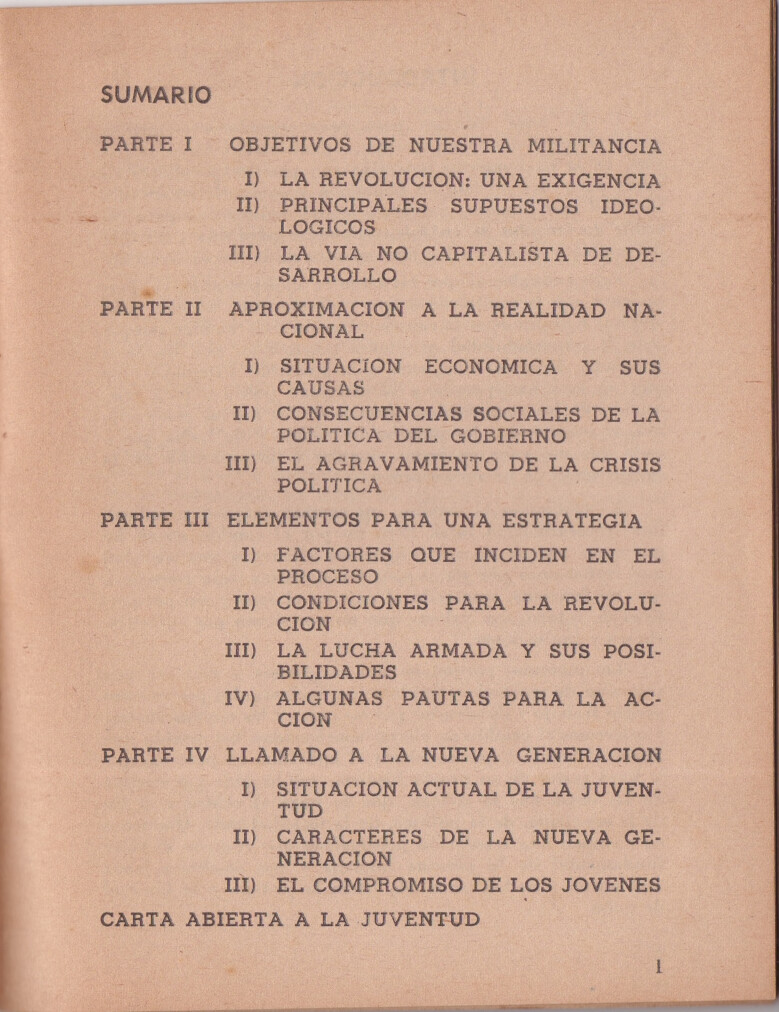 SUMARIO
PARTE I OBJETIVOS DE NUESTRA MILITANCIA
I) LA REVOLUCION: UNA EXIGENCIA
II) PRINCIPALES SUPUESTOS IDEO-
LOGICOS
III) LA VIA NO CAPITALISTA DE DE-
SARROLLO
PARTE II APROXIMACION A LA REALIDAD NA-
CIONAL
I) SITUACION ECONOMICA Y SUS
CAUSAS
II) CONSECUENCIAS SOCIALES DE LA
POLITICA DEL GOBIERNO
III) EL AGRAVAMIENTO DE LA CRISIS
POLITICA
PARTE III ELEMENTOS PARA UNA ESTRATEGIA
I) FACTORES QUE INCIDEN EN EL
PROCESO
II) CONDICIONES PARA LA REVOLU-
CION
III) LA LUCHA ARMADA Y SUS POSI-
BILIDADES
IV) ALGUNAS PAUTAS PARA LA AC-
CION
PARTE IV LLAMADO A LA NUEVA GENERACION
I) SITUACION ACTUAL DE LA JUVEN-
TUD
II) CARACTERES DE LA NUEVA GE-
NERACION
III) EL COMPROMISO DE LOS JOVENES
CARTA ABIERTA A LA JUVENTUD
1